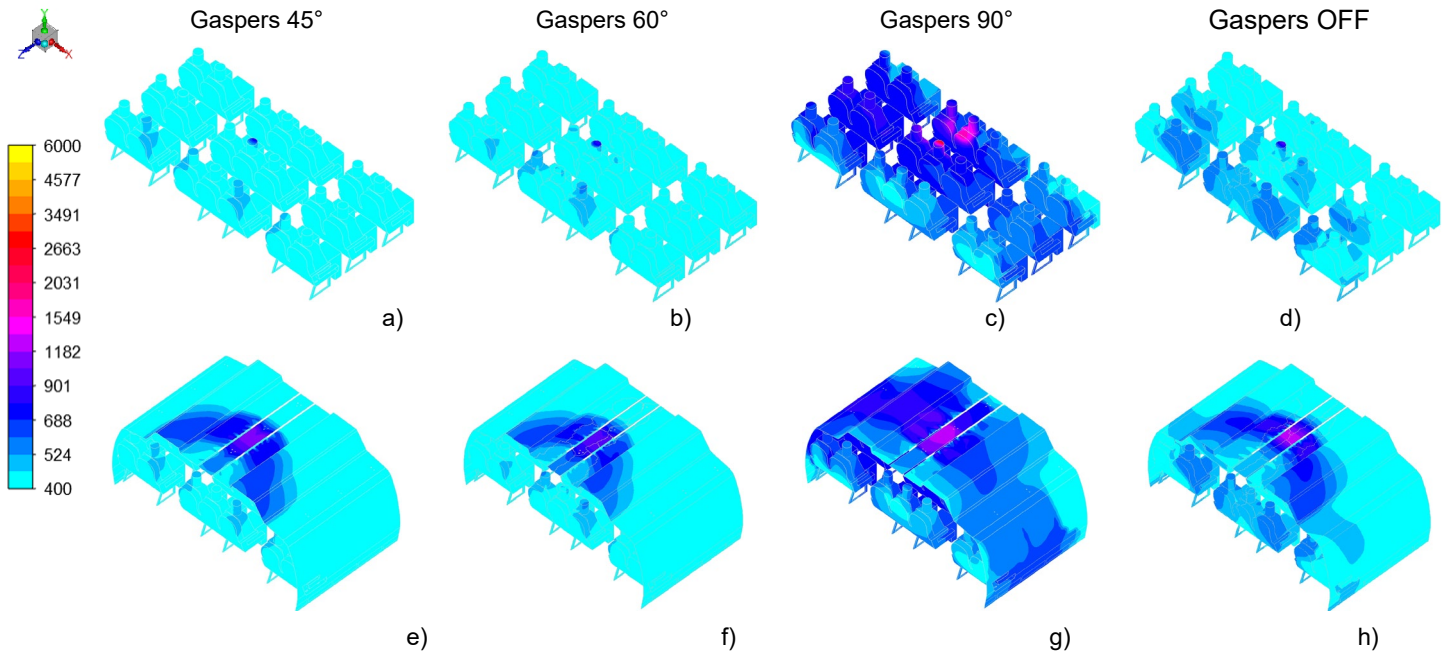 Y
Z
X
Gaspers 45°
Gaspers 60°
Gaspers 90°
Gaspers OFF
6000
4577
3491
2663
2031
1549
1182
901
688
524
400
a)
b)
c)
d)
e)
f)
g)
h)